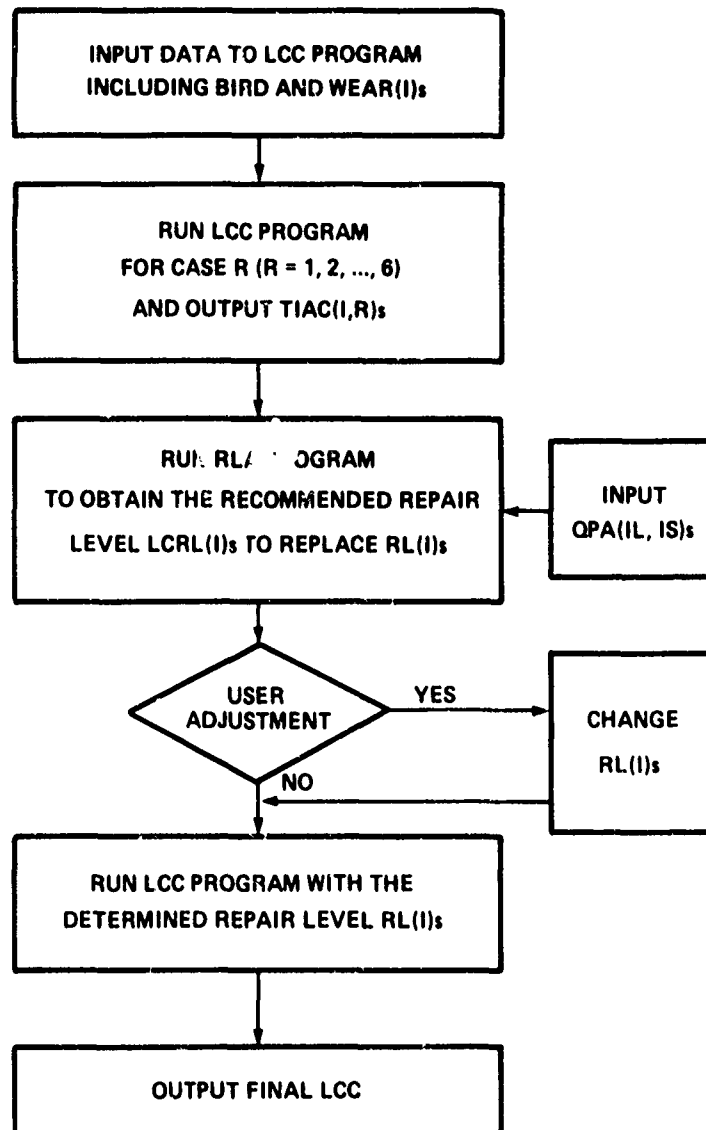 INPUT DATA TO LCC PROGRAM
INCLUDING BIRD AND WEAR(I)s
RUN LCC PROGRAM
FOR CASE R (R = 1, 2, ..., 6)
AND OUTPUT TIAC(I,R)s
RLA
TO OBTAIN THE RECOMMENDED REPAIR
LEVEL LCRL(I)s TO REPLACE RL(I)s
INPUT
QPA(IL, IS)s
USER
ADJUSTMENT
YES
CHANGE
RL(I)s
NO
RUN LCC PROGRAM WITH THE
DETERMINED REPAIR LEVEL RL(I)s
OUTPUT FINAL LCC